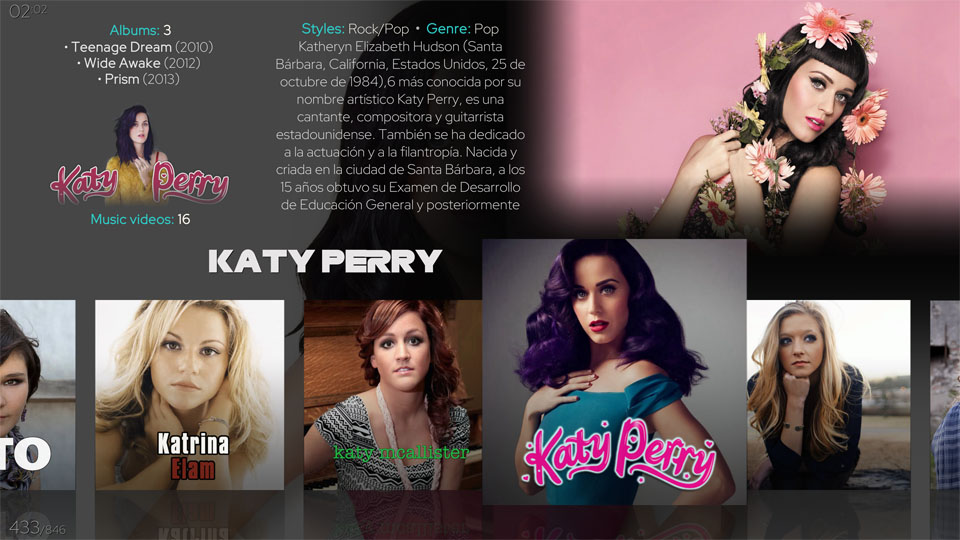 02:02
Albums: 3
• Teenage Dream (2010)
• Wide Awake (2012)
• Prism (2013)
Katy Perry
Music videos: 16
Styles: Rock/Pop • Genre: Pop
Katheryn Elizabeth Hudson (Santa
Bárbara, California, Estados Unidos, 25 de
octubre de 1984),6 más conocida por su
nombre artístico Katy Perry, es una
cantante, compositora y guitarrista
estadounidense. También se ha dedicado
a la actuación y a la filantropía. Nacida y
criada en la ciudad de Santa Bárbara, a los
15 años obtuvo su Examen de Desarrollo
de Educación General y posteriormente
KATY PERRY
TO
Katrina
Elam
katy mcallister
Katy Perry
433/846